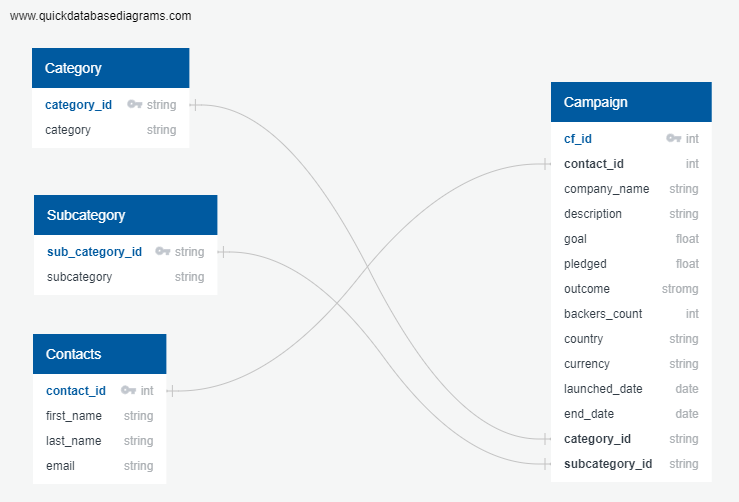 www.quickdatabasediagrams.com
Category
category_id string
category string
Subcategory
sub_category_id string
subcategory string
Contacts
contact_id int
first_name string
last_name string
email string
Campaign
cf_id int
contact_id int
company_name string
description string
goal float
pledged float
outcome stromg
backers_count int
country string
currency string
launched_date date
end_date date
category_id string
subcategory_id string